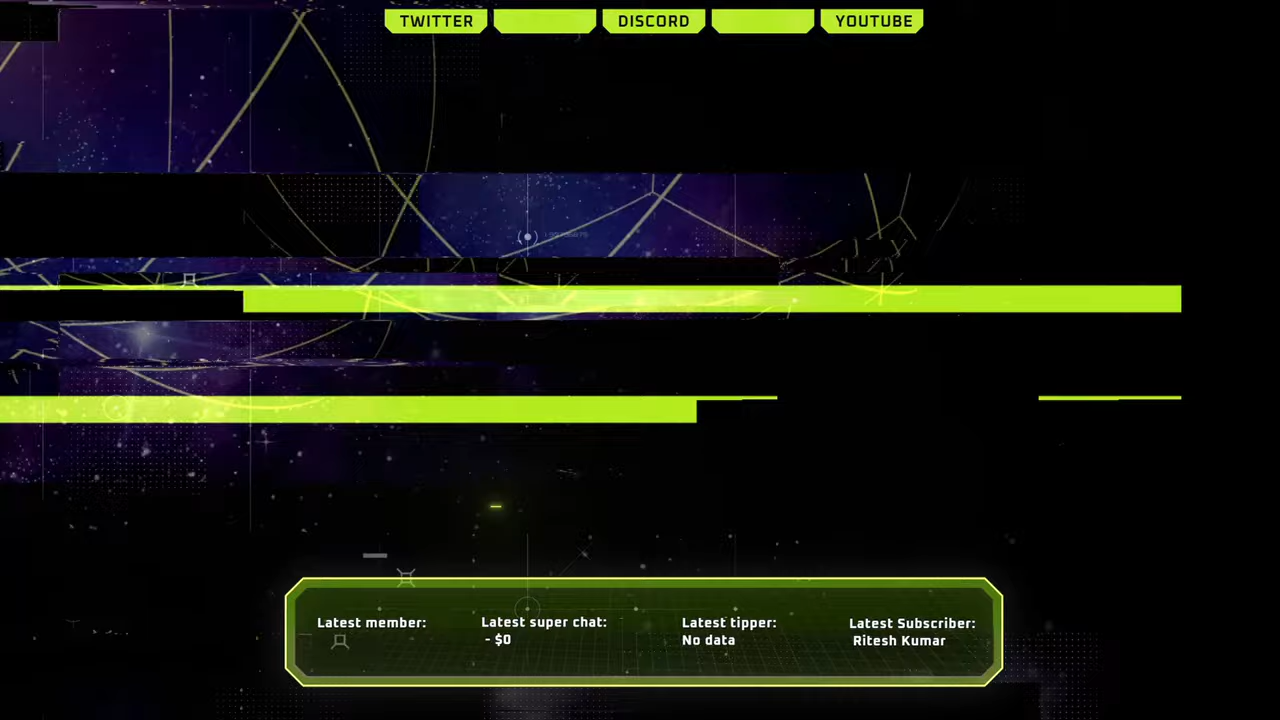 TWITTER
DISCORD
YOUTUBE
Latest member:
Latest super chat:
- $0
Latest tipper:
No data
Latest Subscriber:
Ritesh Kumar